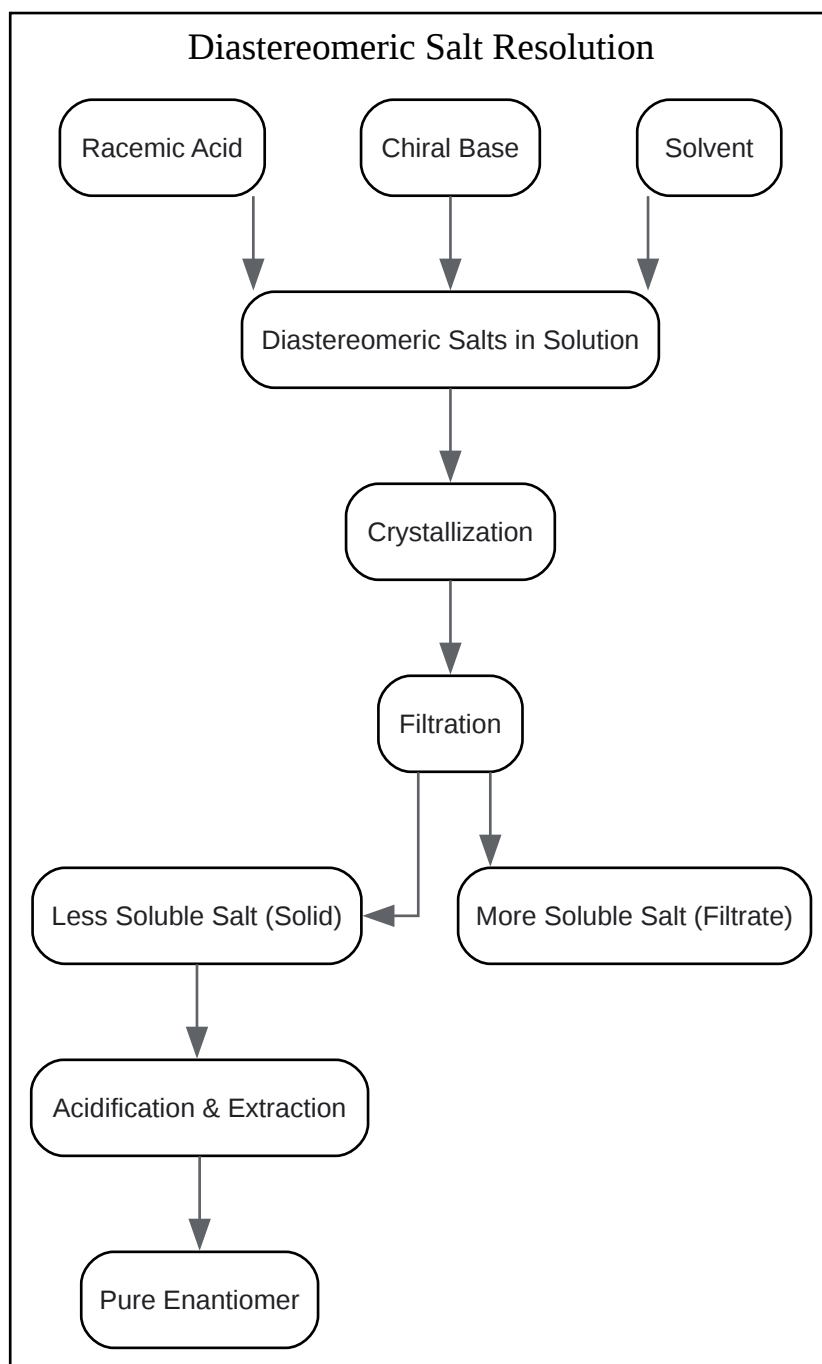 Diastereomeric Salt Resolution
Racemic Acid
Chiral Base
Solvent
Diastereomeric Salts in Solution
Crystallization
Filtration
Less Soluble Salt (Solid)
More Soluble Salt (Filtrate)
Acidification & Extraction
Pure Enantiomer